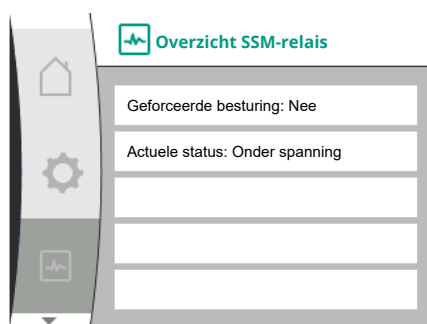 Overzicht SSM-relais
Geforceerde besturing: Nee
Actuele status: Onder spanning